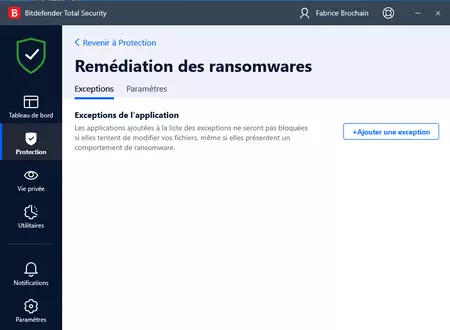 B Bitdefender Total Security
Fabrice Brochain
Revenir à Protection
Remédiation des ransomwares
Exceptions Paramètres
Exceptions de l'application
Les applications ajoutées à la liste des exceptions ne seront pas bloquées
si elles tentent de modifier vos fichiers, même si elles présentent un
comportement de ransomware.
+Ajouter une exception
Tableau de bord
Protection
Vie privée
Utilitaires
Notifications
Paramètres